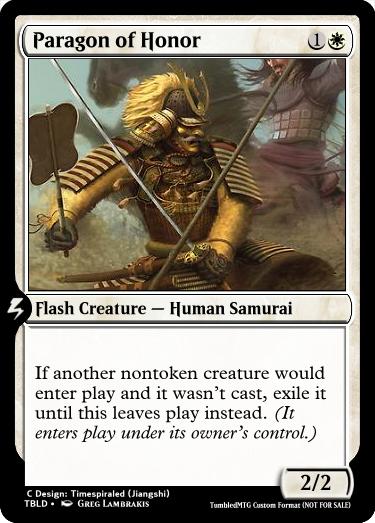 Paragon of Honor 1
Flash Creature — Human Samurai
If another nontoken creature would
enter play and it wasn't cast, exile it
until this leaves play instead. (It
enters play under its owner's control.)
2/2
C Design: Timespiraled (Jiangshi)
TBLD • Greg Lambrakis
TumbledMTG Custom Format (NOT FOR SALE)